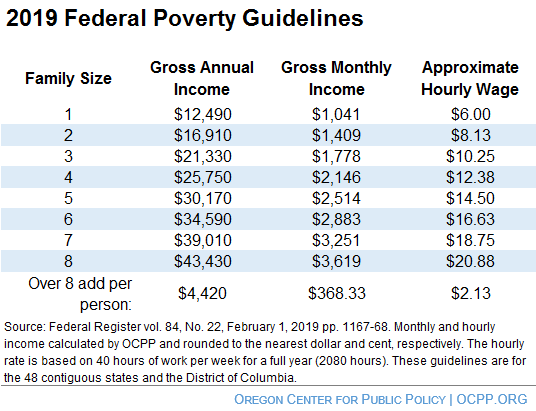 2019 Federal Poverty Guidelines
Family Size Gross Annual Income Gross Monthly Income Approximate Hourly Wage
1 $12,490 $1,041 $6.00
2 $16,910 $1,409 $8.13
3 $21,330 $1,778 $10.25
4 $25,750 $2,146 $12.38
5 $30,170 $2,514 $14.50
6 $34,590 $2,883 $16.63
7 $39,010 $3,251 $18.75
8 $43,430 $3,619 $20.88
Over 8 add per person: $4,420 $368.33 $2.13
Source: Federal Register vol. 84, No. 22, February 1, 2019 pp. 1167-68. Monthly and hourly
income calculated by OCPP and rounded to the nearest dollar and cent, respectively. The hourly
rate is based on 40 hours of work per week for a full year (2080 hours). These guidelines are for
the 48 contiguous states and the District of Columbia.
OREGON CENTER FOR PUBLIC POLICY | OCPP.ORG